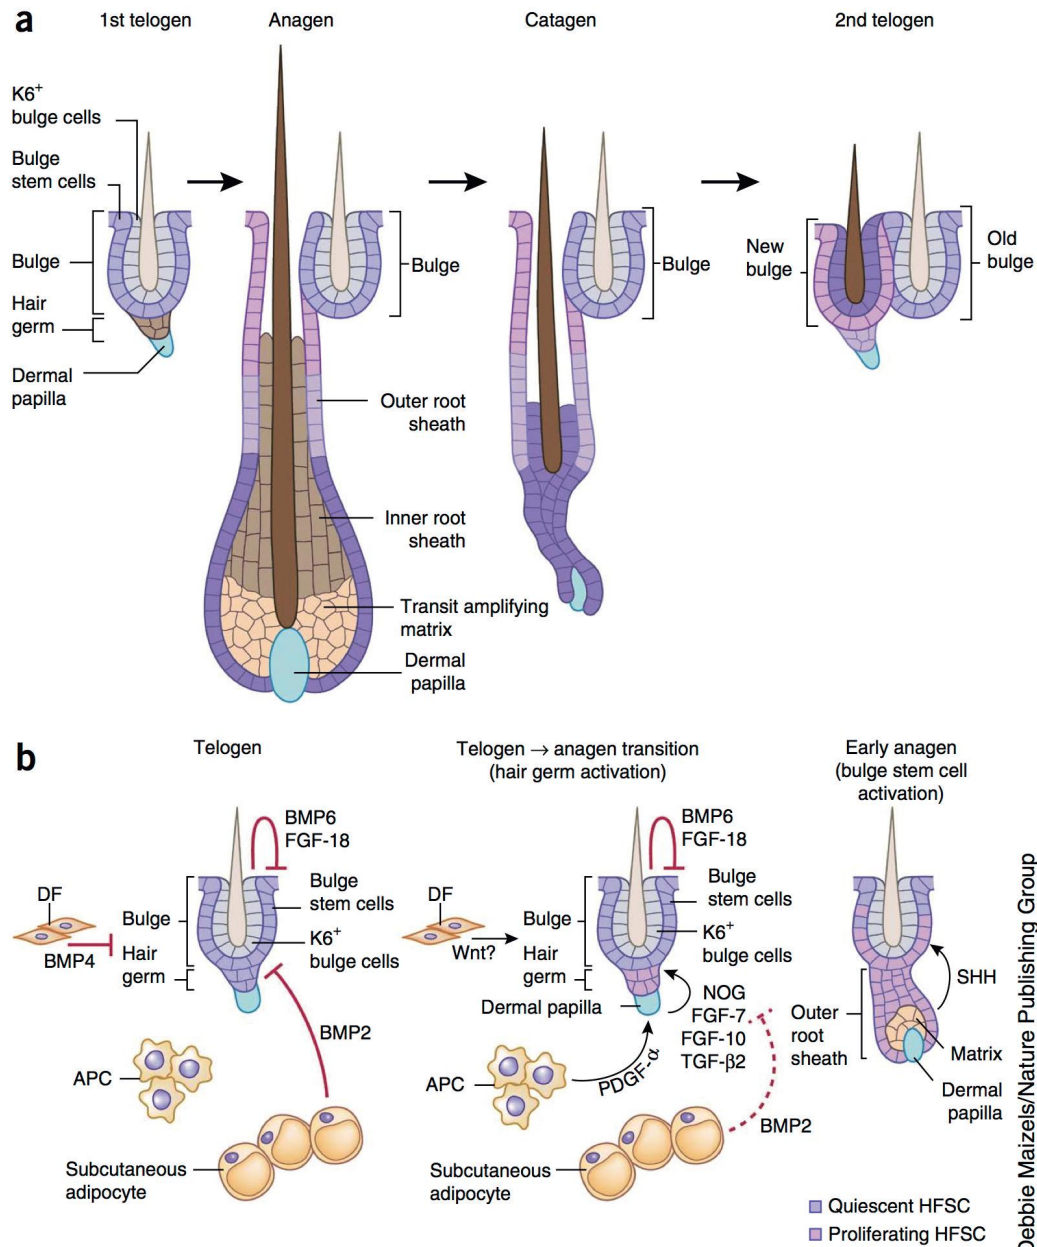 a
1st telogen
Anagen
Catagen
2nd telogen
K6+
bulge cells
Bulge
stem cells
Bulge
Hair
germ
Dermal
papilla
Bulge
Outer root
sheath
Inner root
sheath
Transit amplifying
matrix
Dermal
papilla
Bulge
New
bulge
Old
bulge
b
Telogen
BMP6
FGF-18
DF
BMP4
Bulge
Hair
germ
Bulge
stem cells
K6+
bulge cells
BMP2
APC
Subcutaneous
adipocyte
Telogen → anagen transition
(hair germ activation)
BMP6
FGF-18
DF
Wnt?
Bulge
Hair
germ
Bulge
stem cells
K6+
bulge cells
Dermal papilla
NOG
FGF-7
FGF-10
TGF-β2
PDGF-α
APC
BMP2
Subcutaneous
adipocyte
Early anagen
(bulge stem cell
activation)
SHH
Outer
root
sheath
Matrix
Dermal
papilla
Quiescent HFSC
Proliferating HFSC
Debbie Maizels/Nature Publishing Group